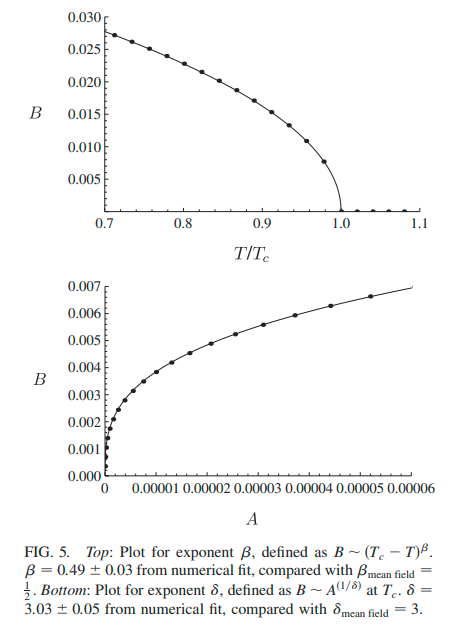 0.030
0.025
0.020
B
0.015
0.010
0.005
0.7 0.8 0.9 1.0 1.1
T/T_c
0.007
0.006
0.005
0.004
B
0.003
0.002
0.001
0.000
0 0.00001 0.00002 0.00003 0.00004 0.00005 0.00006
A
FIG. 5. Top: Plot for exponent β, defined as B ∼ (T_c − T)^β.
β = 0.49 ± 0.03 from numerical fit, compared with β_mean field =
1/2. Bottom: Plot for exponent δ, defined as B ∼ A^(1/δ) at T_c. δ =
3.03 ± 0.05 from numerical fit, compared with δ_mean field = 3.